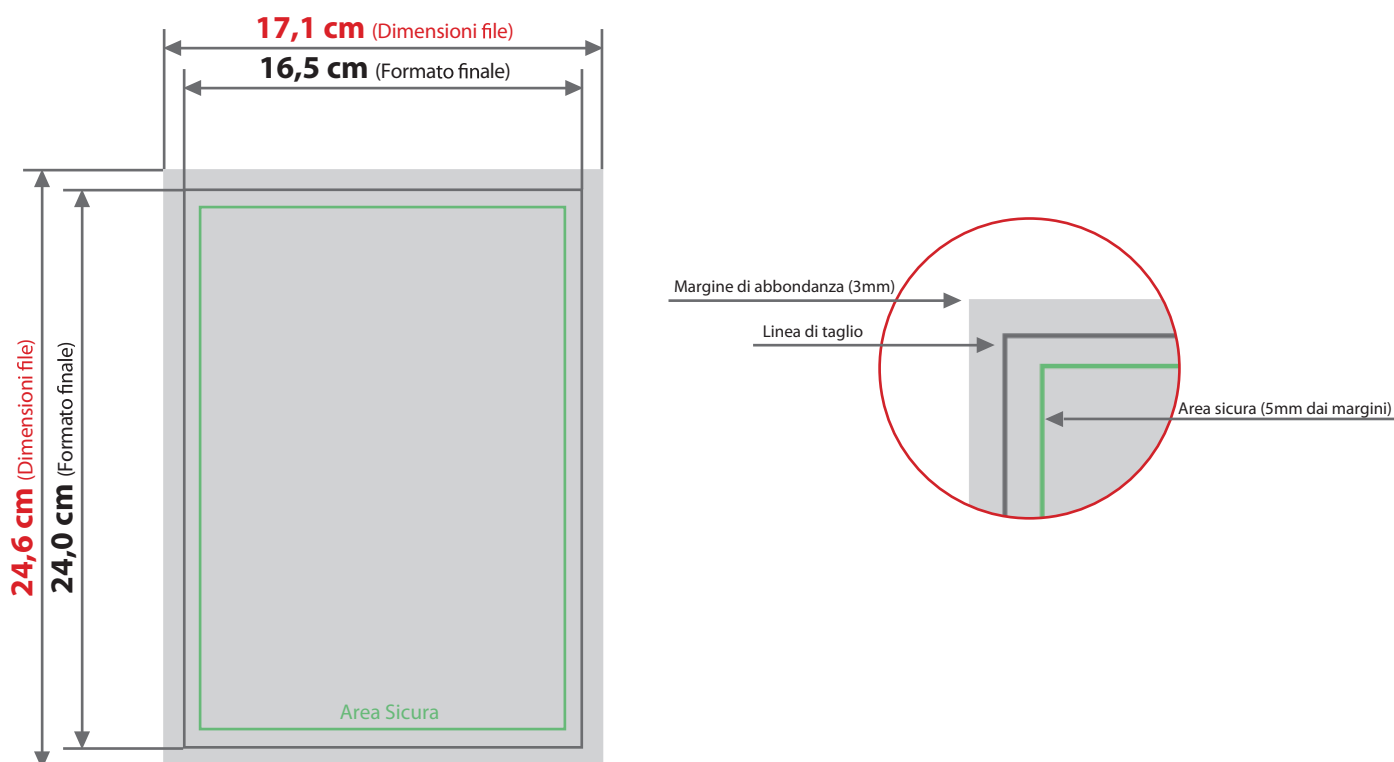 17,1 cm (Dimensioni file)
16,5 cm (Formato finale)
24,6 cm (Dimensioni file)
24,0 cm (Formato finale)
Area Sicura
Margine di abbondanza (3mm)
Linea di taglio
Area sicura (5mm dai margini)